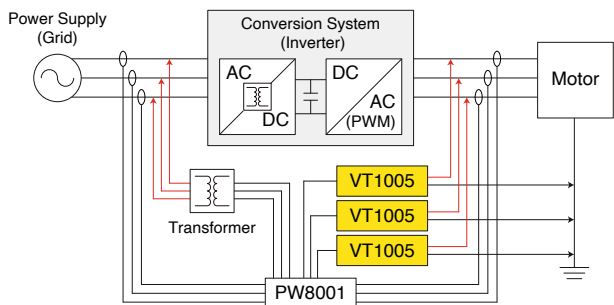 Power Supply
(Grid)
Conversion System
(Inverter)
AC
DC
DC
AC
(PWM)
Motor
Transformer
VT1005
VT1005
VT1005
PW8001